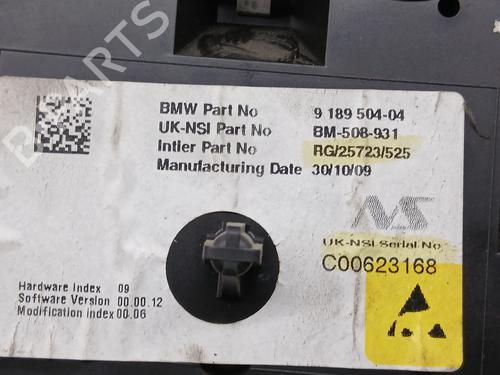 BMW Part No 9 189 504-04
UK-NSI Part No BM-508-931
Intier Part No RG/25723/525
Manufacturing Date 30/10/09
UK-NSI Serial No
C00623168
Hardware Index 09
Software Version 00.00.12
Modification index 00.06